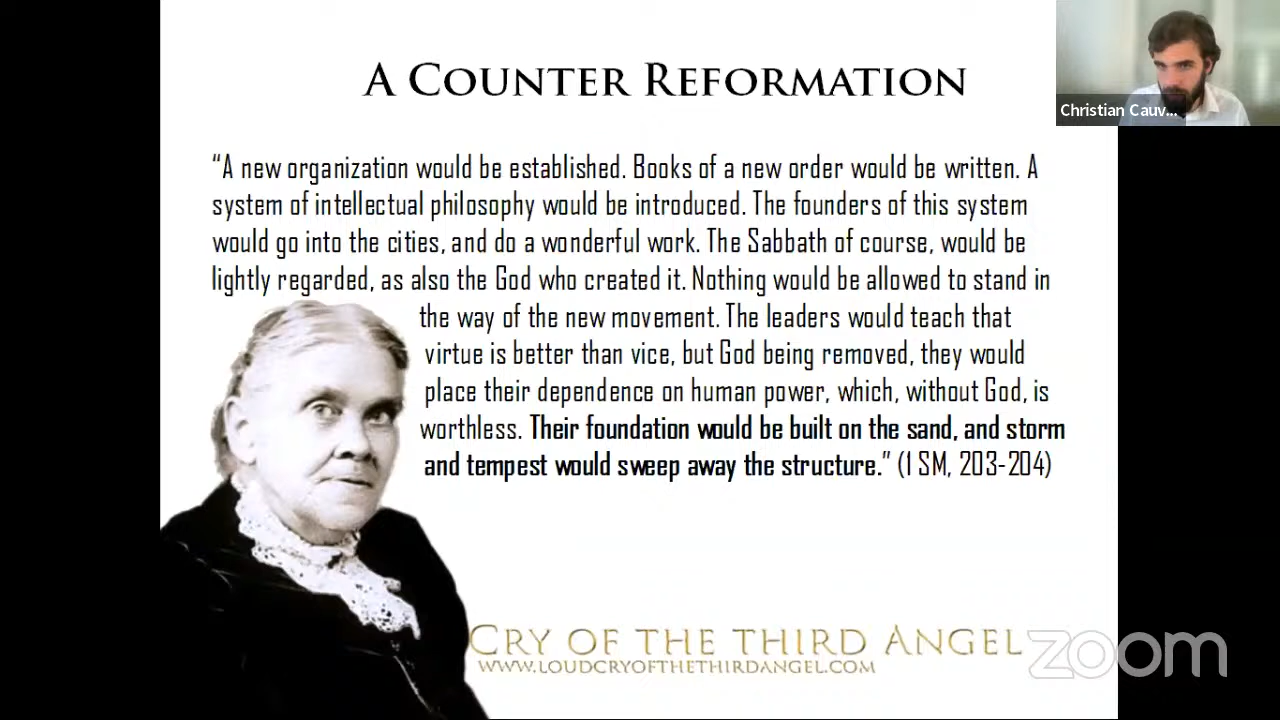 A COUNTER REFORMATION
Christian Cauv...
“A new organization would be established. Books of a new order would be written. A
system of intellectual philosophy would be introduced. The founders of this system
would go into the cities, and do a wonderful work. The Sabbath of course, would be
lightly regarded, as also the God who created it. Nothing would be allowed to stand in
the way of the new movement. The leaders would teach that
virtue is better than vice, but God being removed, they would
place their dependence on human power, which, without God, is
worthless. Their foundation would be built on the sand, and storm
and tempest would sweep away the structure.” (1 SM, 203-204)
CRY OF THE THIRD ANGEL
WWW.LOUDCRYOFTHETHIRDANGEL.COM
zoom